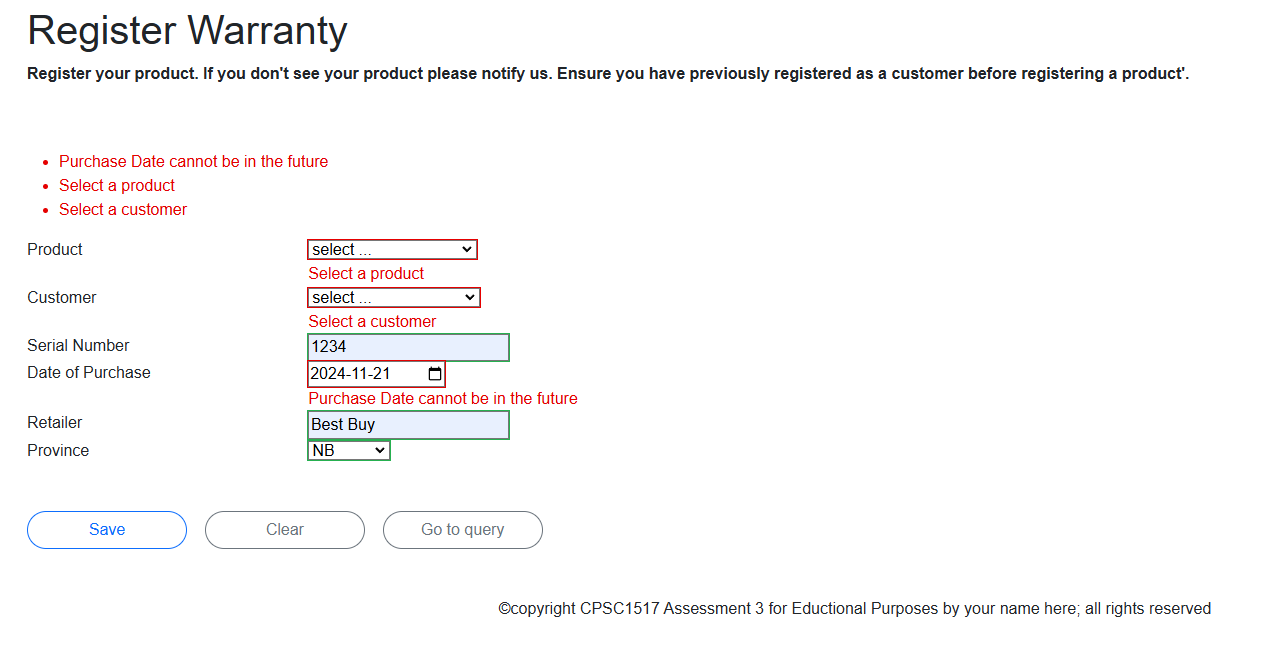 Register Warranty
Register your product. If you don't see your product please notify us. Ensure you have previously registered as a customer before registering a product'.
Purchase Date cannot be in the future
Select a product
Select a customer
Product select ...
Select a product
Customer select ...
Select a customer
Serial Number 1234
Date of Purchase 2024-11-21
Purchase Date cannot be in the future
Retailer Best Buy
Province NB
Save Clear Go to query
©copyright CPSC1517 Assessment 3 for Eductional Purposes by your name here; all rights reserved